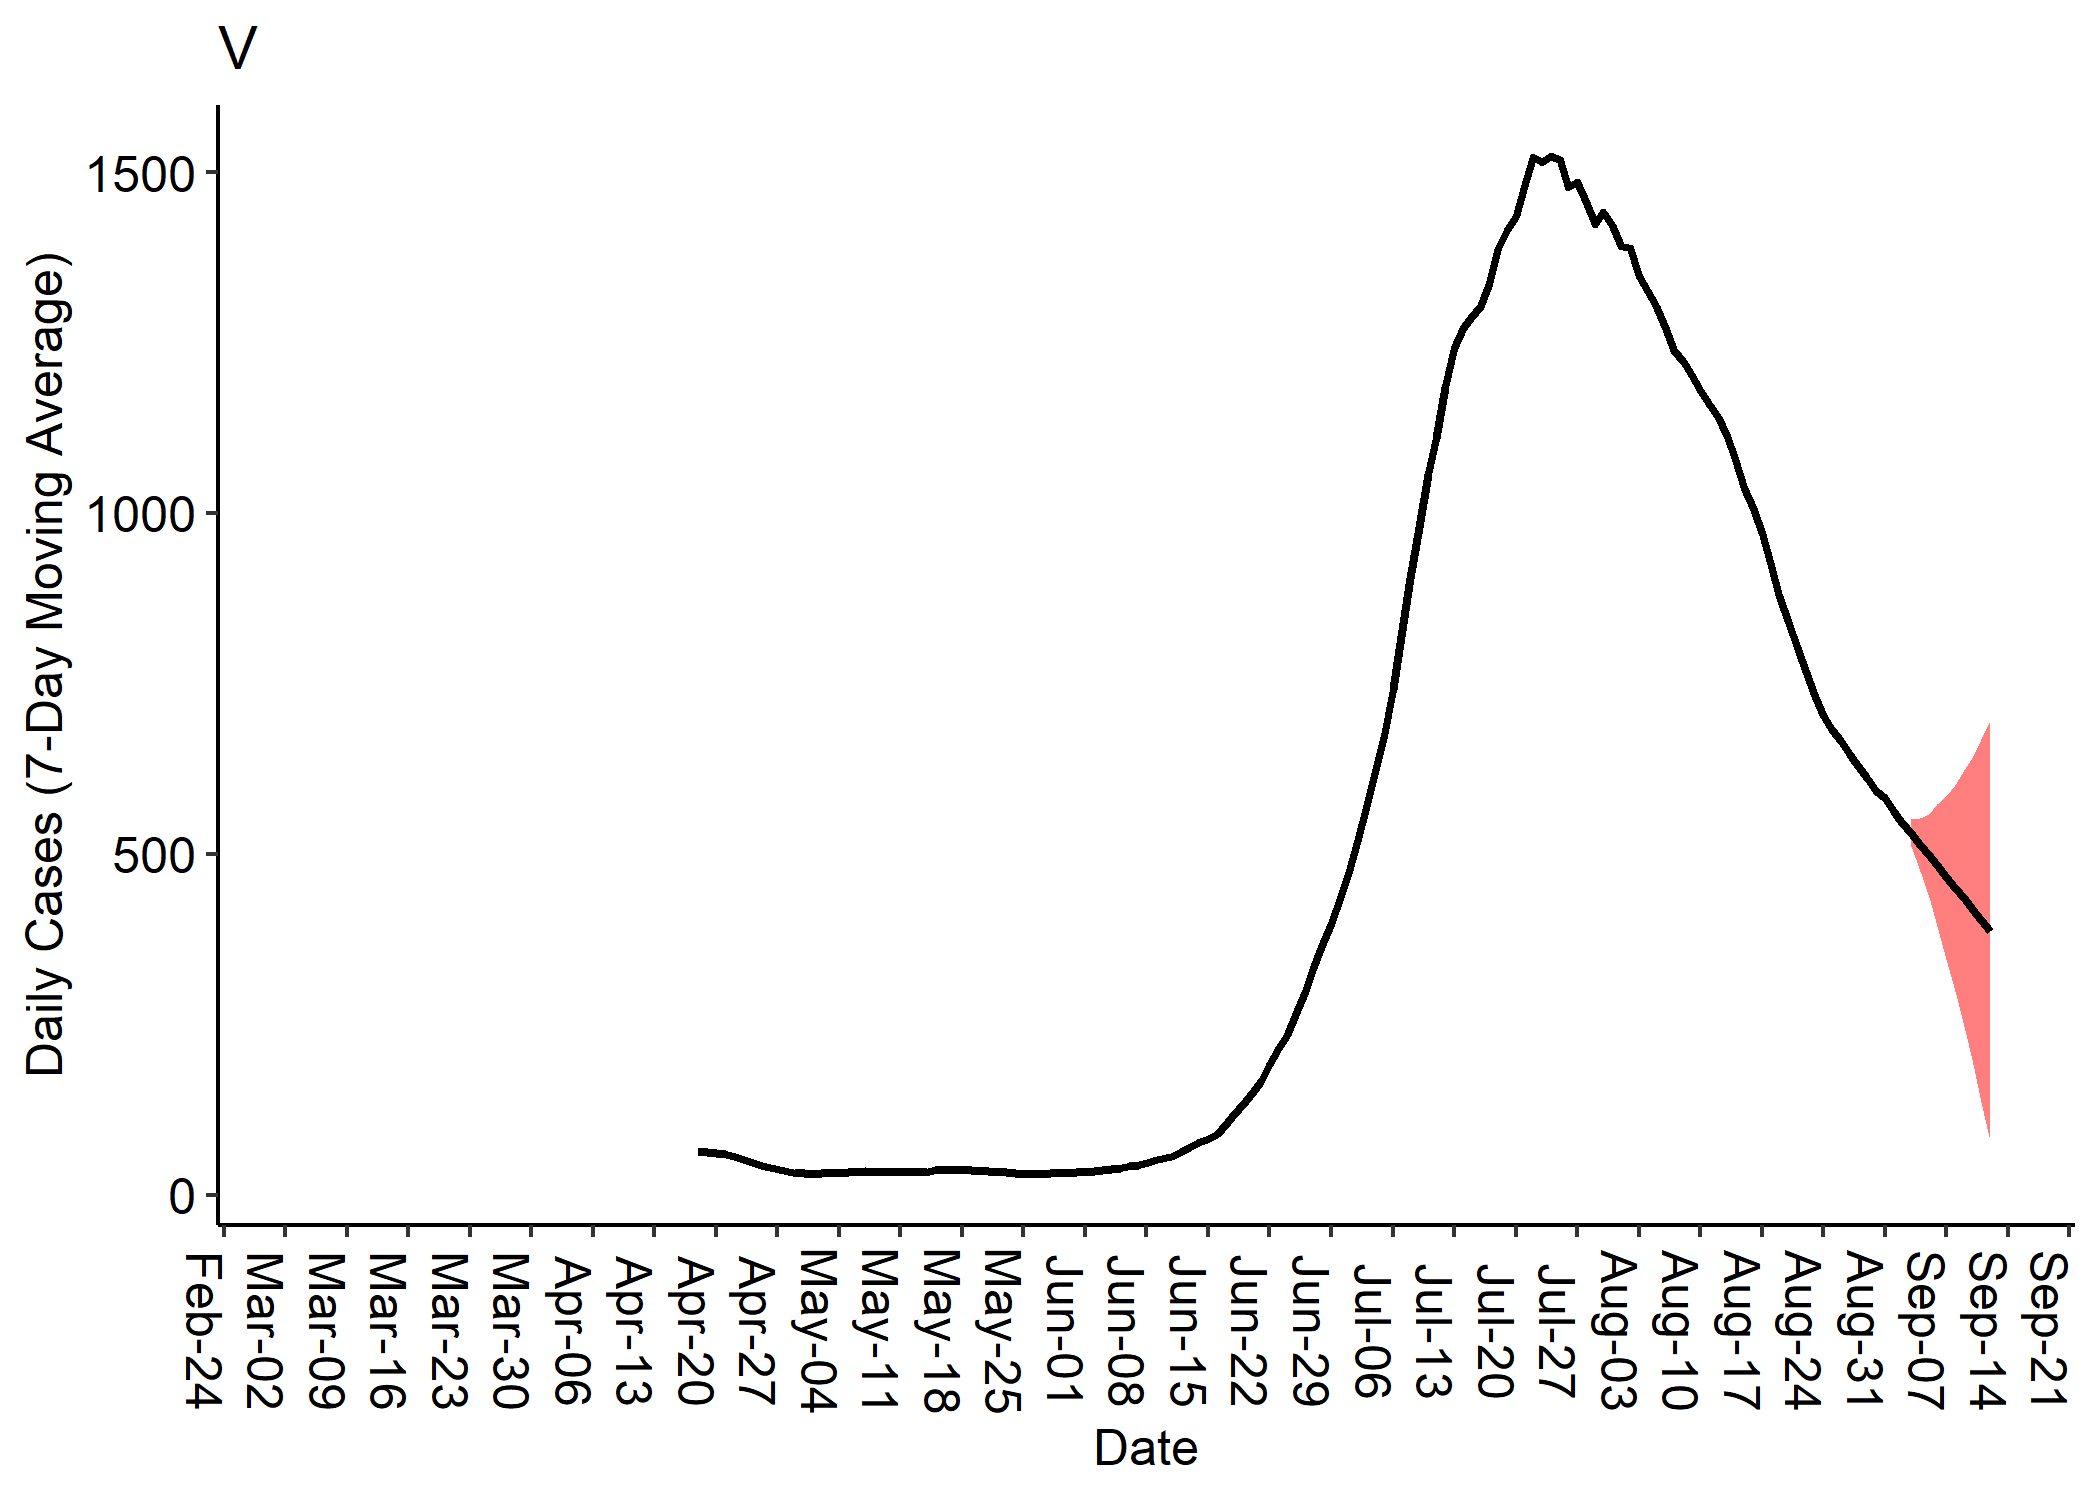 V
Daily Cases (7-Day Moving Average)
1500
1000
500
0
Feb-24
Mar-02
Mar-09
Mar-16
Mar-23
Mar-30
Apr-06
Apr-13
Apr-20
Apr-27
May-04
May-11
May-18
May-25
Jun-01
Jun-08
Jun-15
Jun-22
Jun-29
Jul-06
Jul-13
Jul-20
Jul-27
Aug-03
Aug-10
Aug-17
Aug-24
Aug-31
Sep-07
Sep-14
Sep-21
Date